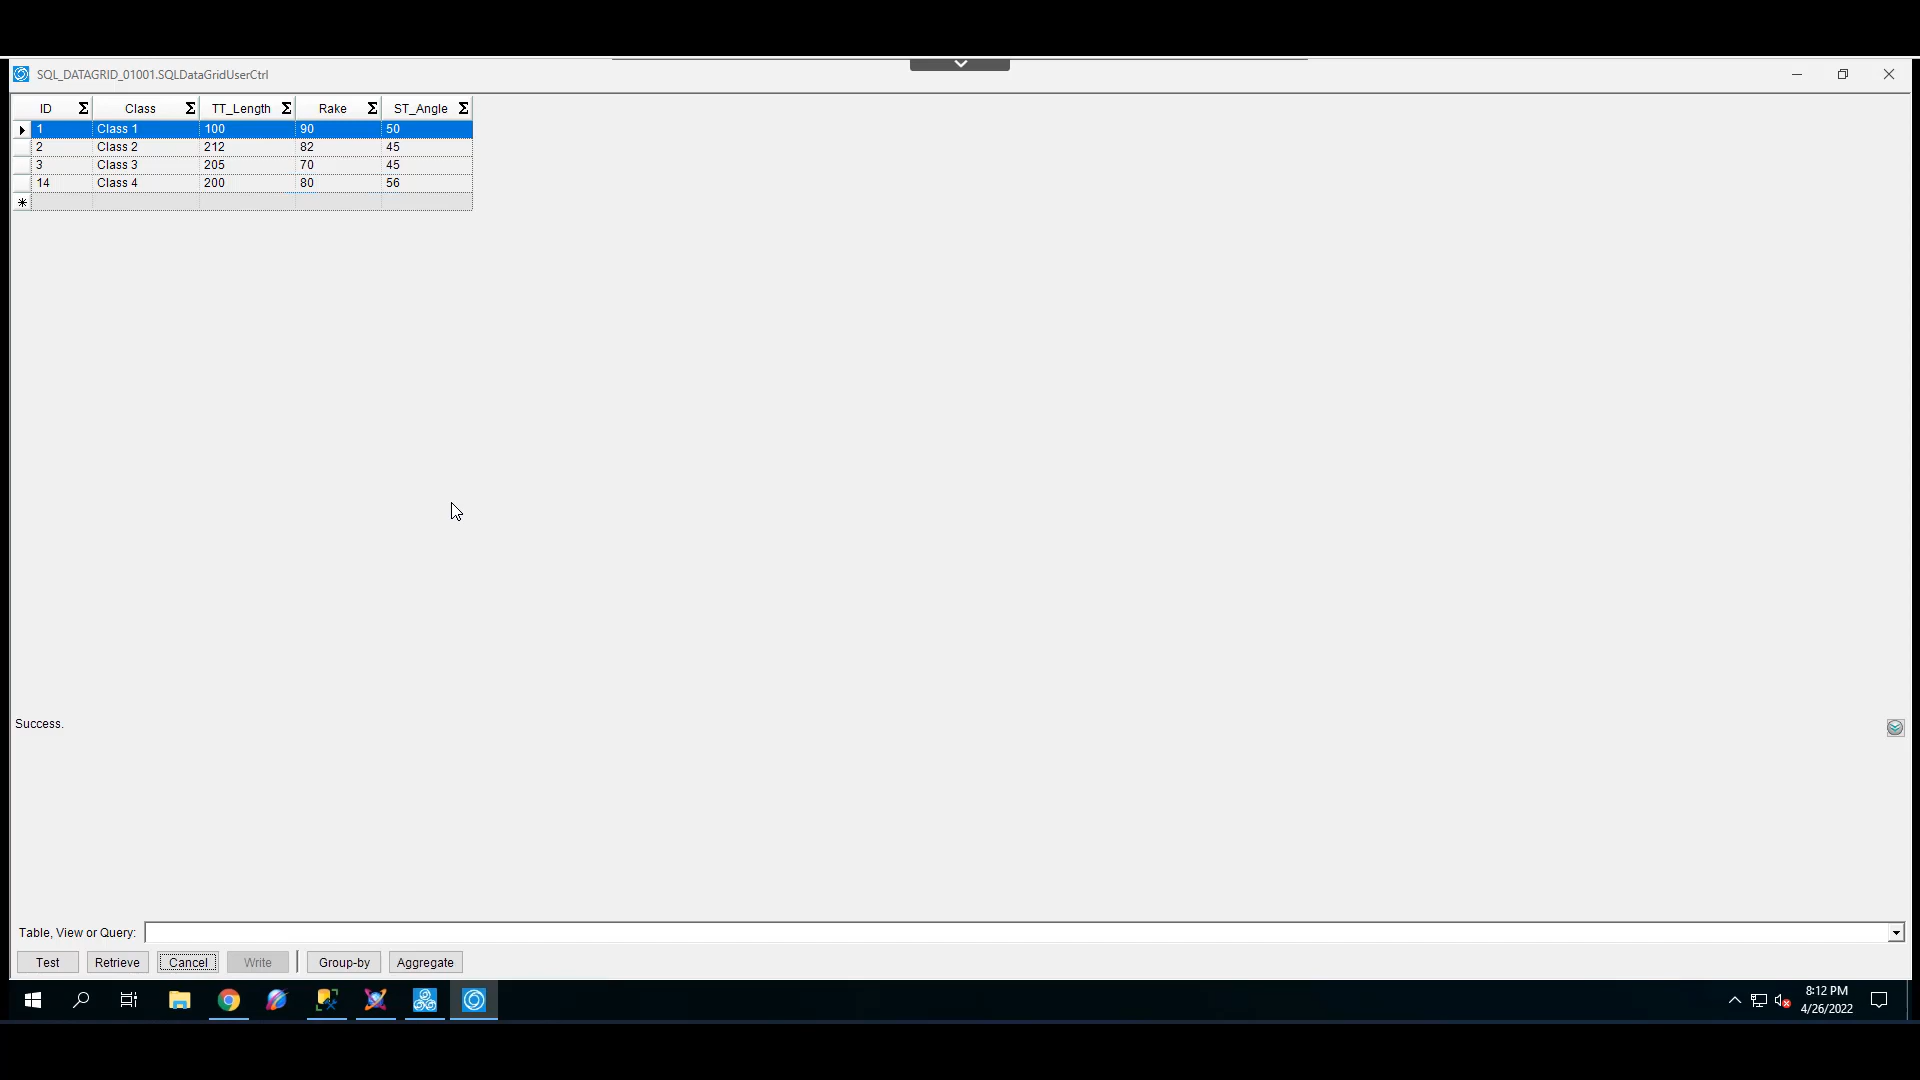 SQL_DATAGRID_01001.SQLDataGridUserCtrl
ID Σ Class Σ TT_Length Σ Rake Σ ST_Angle Σ
1 Class 1 100 90 50
2 Class 2 212 82 45
3 Class 3 205 70 45
14 Class 4 200 80 56
Success.
Table, View or Query:
Test Retrieve Cancel Write Group-by Aggregate
8:12 PM
4/26/2022